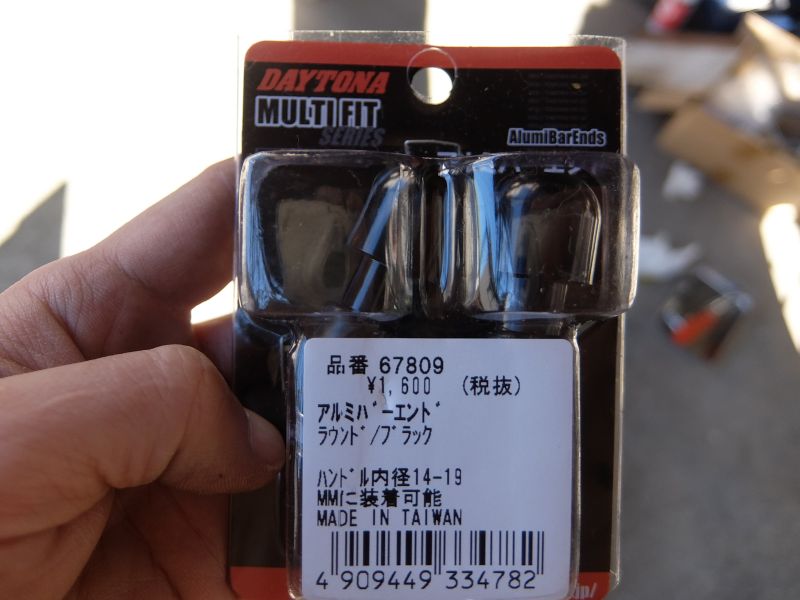 DAYTONA
MULTI FIT
SERIES
AlumiBarEnds
品番 67809
¥1,600 (税抜)
ｱﾙﾐﾊﾞｰｴﾝﾄﾞ
ﾗｳﾝﾄﾞ/ﾌﾞﾗｯｸ
ﾊﾝﾄﾞﾙ内径14-19
MMに装着可能
MADE IN TAIWAN
4 909449 334782
jp/